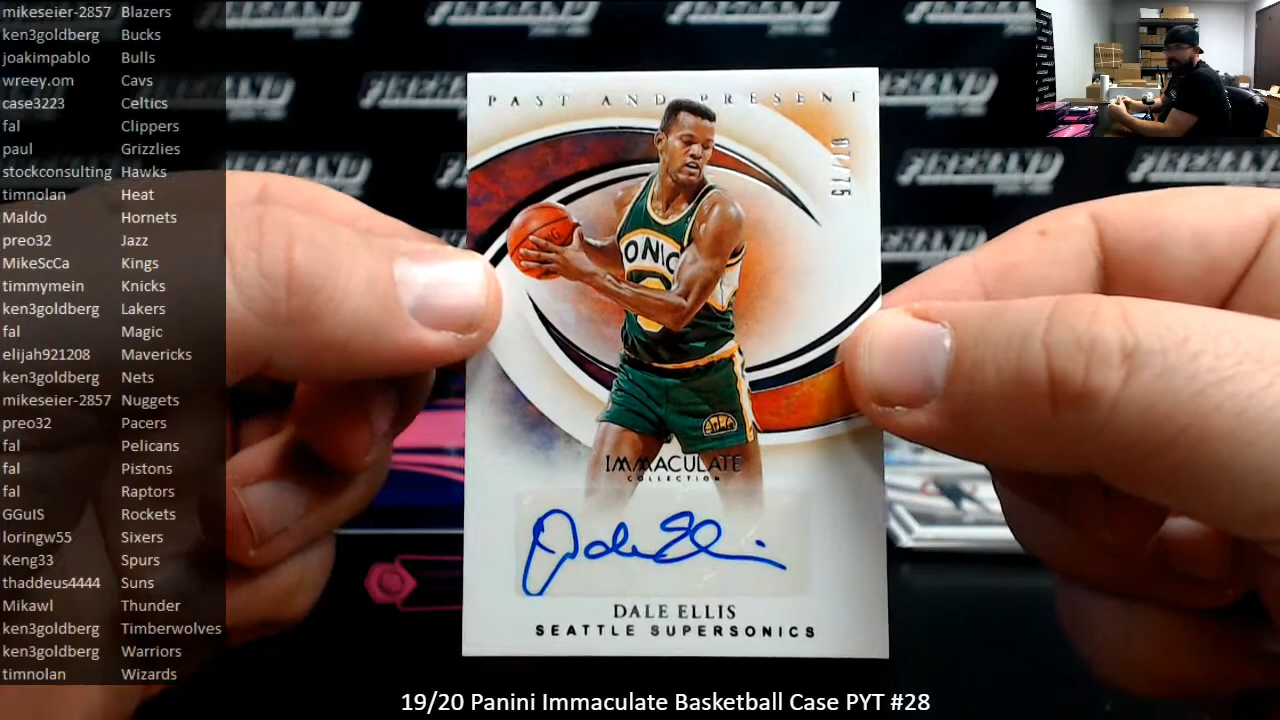 mikeseier-2857 Blazers
ken3goldberg Bucks
joakimpablo Bulls
wreey.om Cavs
case3223 Celtics
fal Clippers
paul Grizzlies
stockconsulting Hawks
timnolan Heat
Maldo Hornets
preo32 Jazz
MikeScCa Kings
timmymein Knicks
ken3goldberg Lakers
fal Magic
elijah921208 Mavericks
ken3goldberg Nets
mikeseier-2857 Nuggets
preo32 Pacers
fal Pelicans
fal Pistons
fal Raptors
GGuIS Rockets
loringw55 Sixers
Keng33 Spurs
thaddeus4444 Suns
Mikawl Thunder
ken3goldberg Timberwolves
ken3goldberg Warriors
timnolan Wizards
FIREHAND
PAST AND PRESENT
ONIC
IMMACULATE
COLLECTION
Dale Ellis
DALE ELLIS
SEATTLE SUPERSONICS
19/20 Panini Immaculate Basketball Case PYT #28